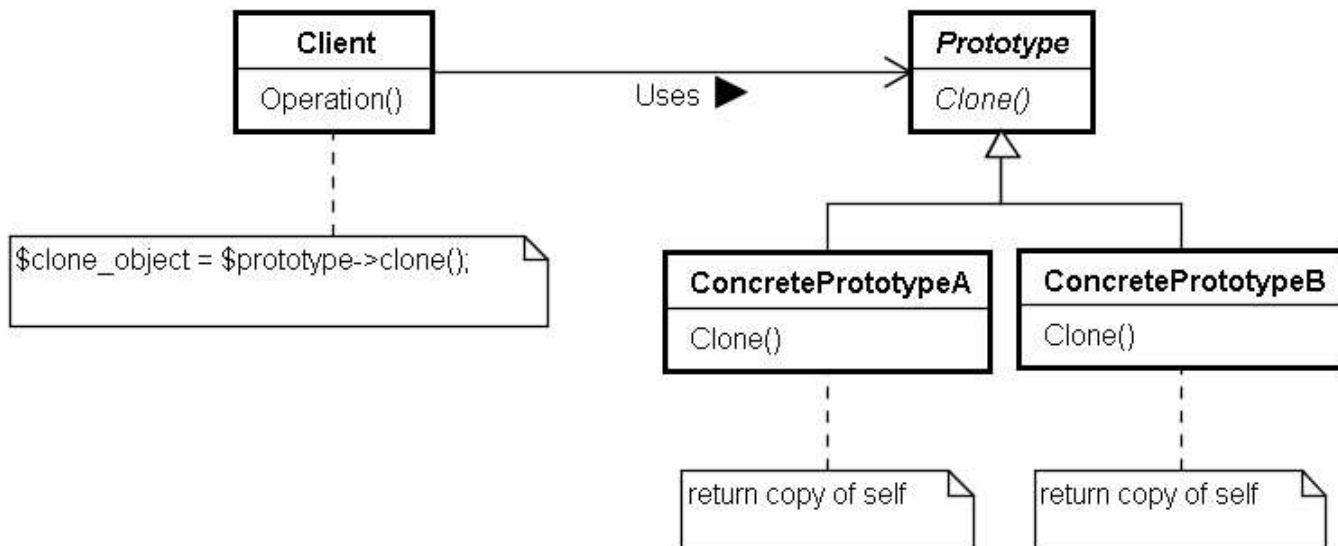 Client
Operation()
Uses
Prototype
Clone()
$clone_object = $prototype->clone();
ConcretePrototypeA
Clone()
ConcretePrototypeB
Clone()
return copy of self
return copy of self